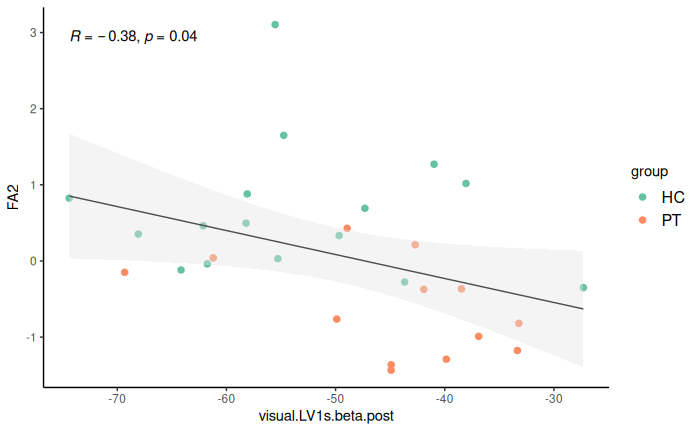 R = −0.38, p = 0.04
3
2
1
0
-1
FA2
-70
-60
-50
-40
-30
visual.LV1s.beta.post
group
HC
PT